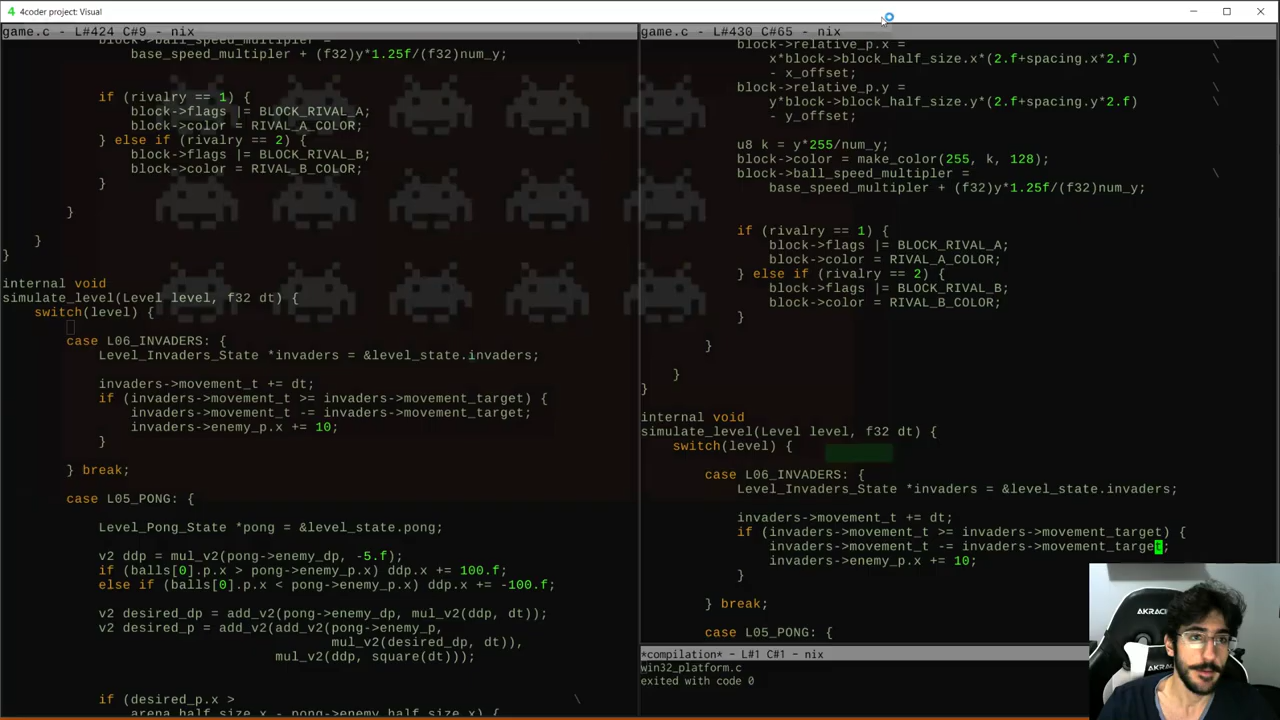 4 4coder project: Visual
game.c - L#424 C#9 - nix
block->ball_speed_multiplier = \
base_speed_multiplier + (f32)y*1.25f/(f32)num_y;
if (rivalry == 1) {
block->flags |= BLOCK_RIVAL_A;
block->color = RIVAL_A_COLOR;
} else if (rivalry == 2) {
block->flags |= BLOCK_RIVAL_B;
block->color = RIVAL_B_COLOR;
}
}
}
}
internal void
simulate_level(Level level, f32 dt) {
switch(level) {
case L06_INVADERS: {
Level_Invaders_State *invaders = &level_state.invaders;
invaders->movement_t += dt;
if (invaders->movement_t >= invaders->movement_target) {
invaders->movement_t -= invaders->movement_target;
invaders->enemy_p.x += 10;
}
} break;
case L05_PONG: {
Level_Pong_State *pong = &level_state.pong;
v2 ddp = mul_v2(pong->enemy_dp, -5.f);
if (balls[0].p.x > pong->enemy_p.x) ddp.x += 100.f;
else if (balls[0].p.x < pong->enemy_p.x) ddp.x += -100.f;
v2 desired_dp = add_v2(pong->enemy_dp, mul_v2(ddp, dt));
v2 desired_p = add_v2(add_v2(pong->enemy_p,
mul_v2(desired_dp, dt)),
mul_v2(ddp, square(dt)));
if (desired_p.x > \
arena_half_size.x - pong->enemy_half_size.x) {
game.c - L#430 C#65 - nix
block->relative_p.x = \
x*block->block_half_size.x*(2.f+spacing.x*2.f)
- x_offset;
block->relative_p.y = \
y*block->block_half_size.y*(2.f+spacing.y*2.f)
- y_offset;
u8 k = y*255/num_y;
block->color = make_color(255, k, 128);
block->ball_speed_multiplier = \
base_speed_multiplier + (f32)y*1.25f/(f32)num_y;
if (rivalry == 1) {
block->flags |= BLOCK_RIVAL_A;
block->color = RIVAL_A_COLOR;
} else if (rivalry == 2) {
block->flags |= BLOCK_RIVAL_B;
block->color = RIVAL_B_COLOR;
}
}
}
}
internal void
simulate_level(Level level, f32 dt) {
switch(level) {
case L06_INVADERS: {
Level_Invaders_State *invaders = &level_state.invaders;
invaders->movement_t += dt;
if (invaders->movement_t >= invaders->movement_target) {
invaders->movement_t -= invaders->movement_target;
invaders->enemy_p.x += 10;
}
} break;
case L05_PONG: {
*compilation* - L#1 C#1 - nix
win32_platform.c
exited with code 0
AKRACING